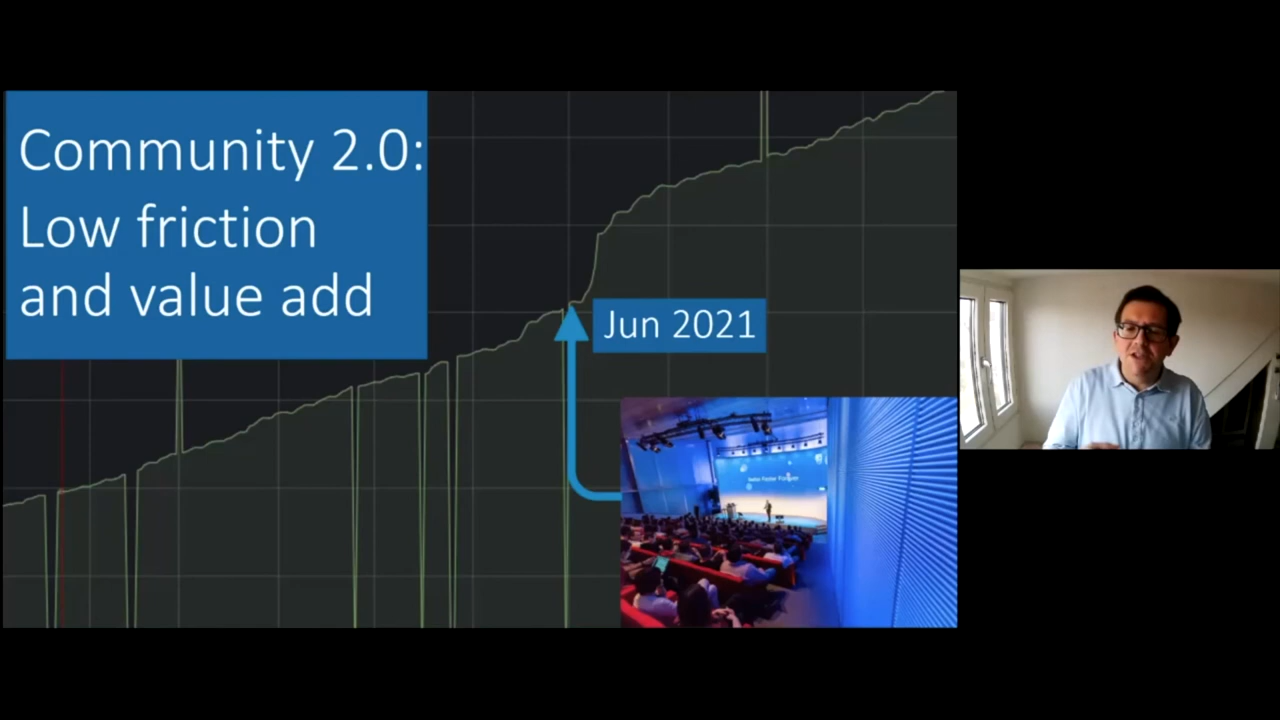 Community 2.0:
Low friction
and value add
Jun 2021